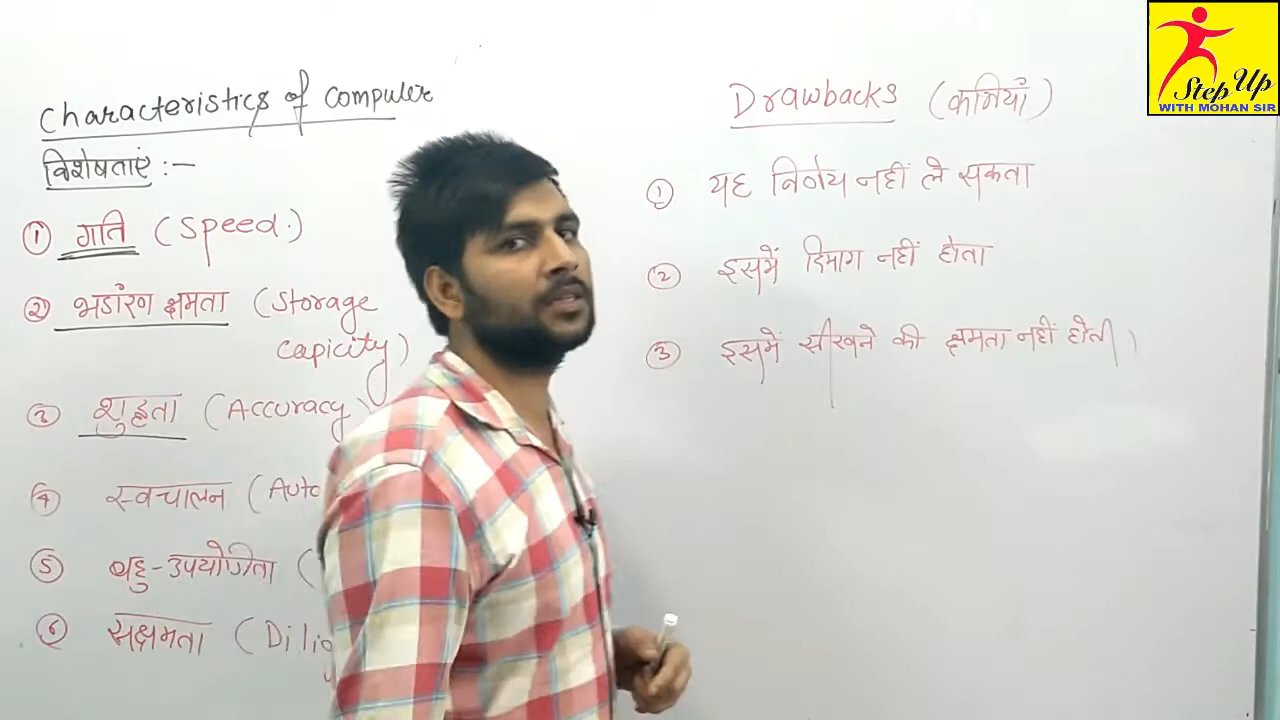 Characteristics of computer
विशेषताएं :-
① गति (Speed.)
② भडांरण क्षमता (Storage
capicity)
③ शुद्धता (Accuracy)
④ स्वचालन (Auto
⑤ बहु-उपयोगिता (
⑥ सक्षमता (Dilig
Drawbacks (कमियाँ)
① यह निर्णय नहीं ले सकता
② इसमें दिमाग नहीं होता
③ इसमें सीखने की क्षमता नहीं होती।
Step Up
WITH MOHAN SIR